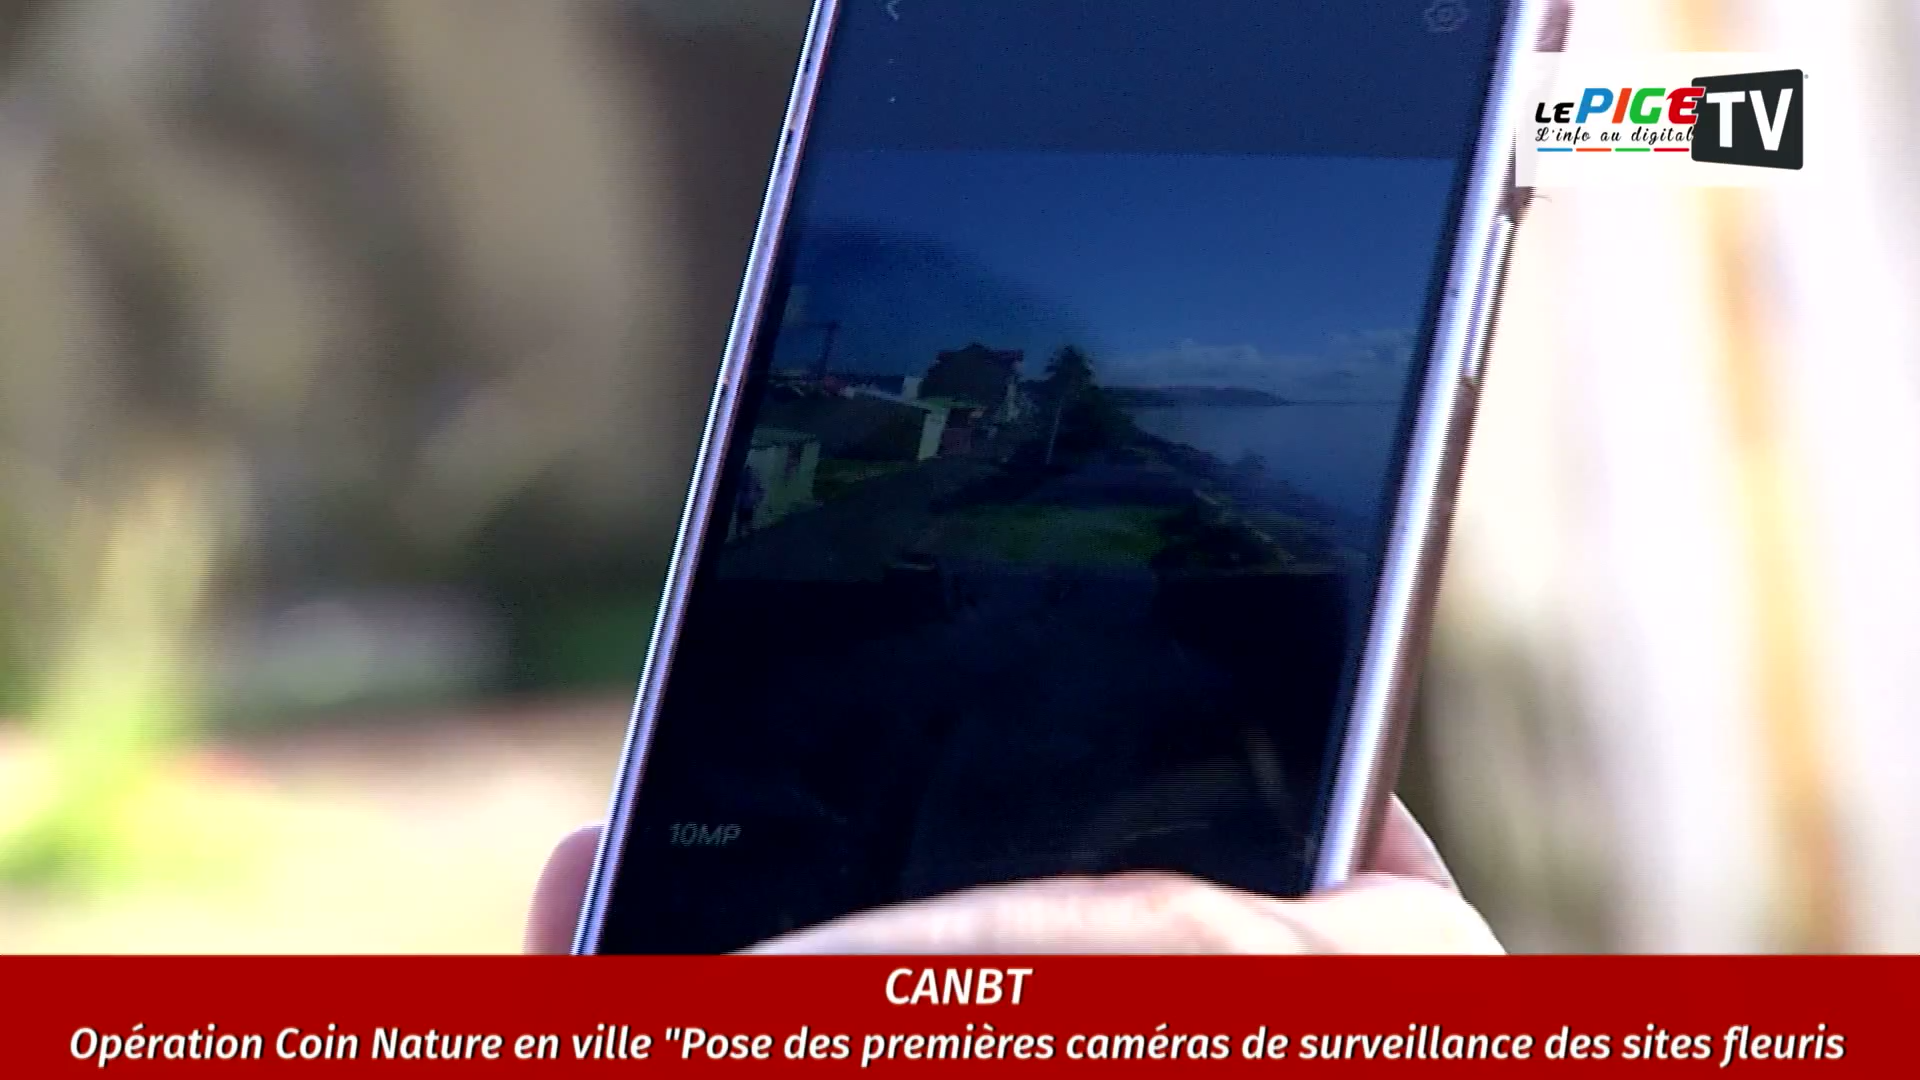 LE PIGE TV
L'info au digital
10MP
CANBT
Opération Coin Nature en ville "Pose des premières caméras de surveillance des sites fleuris